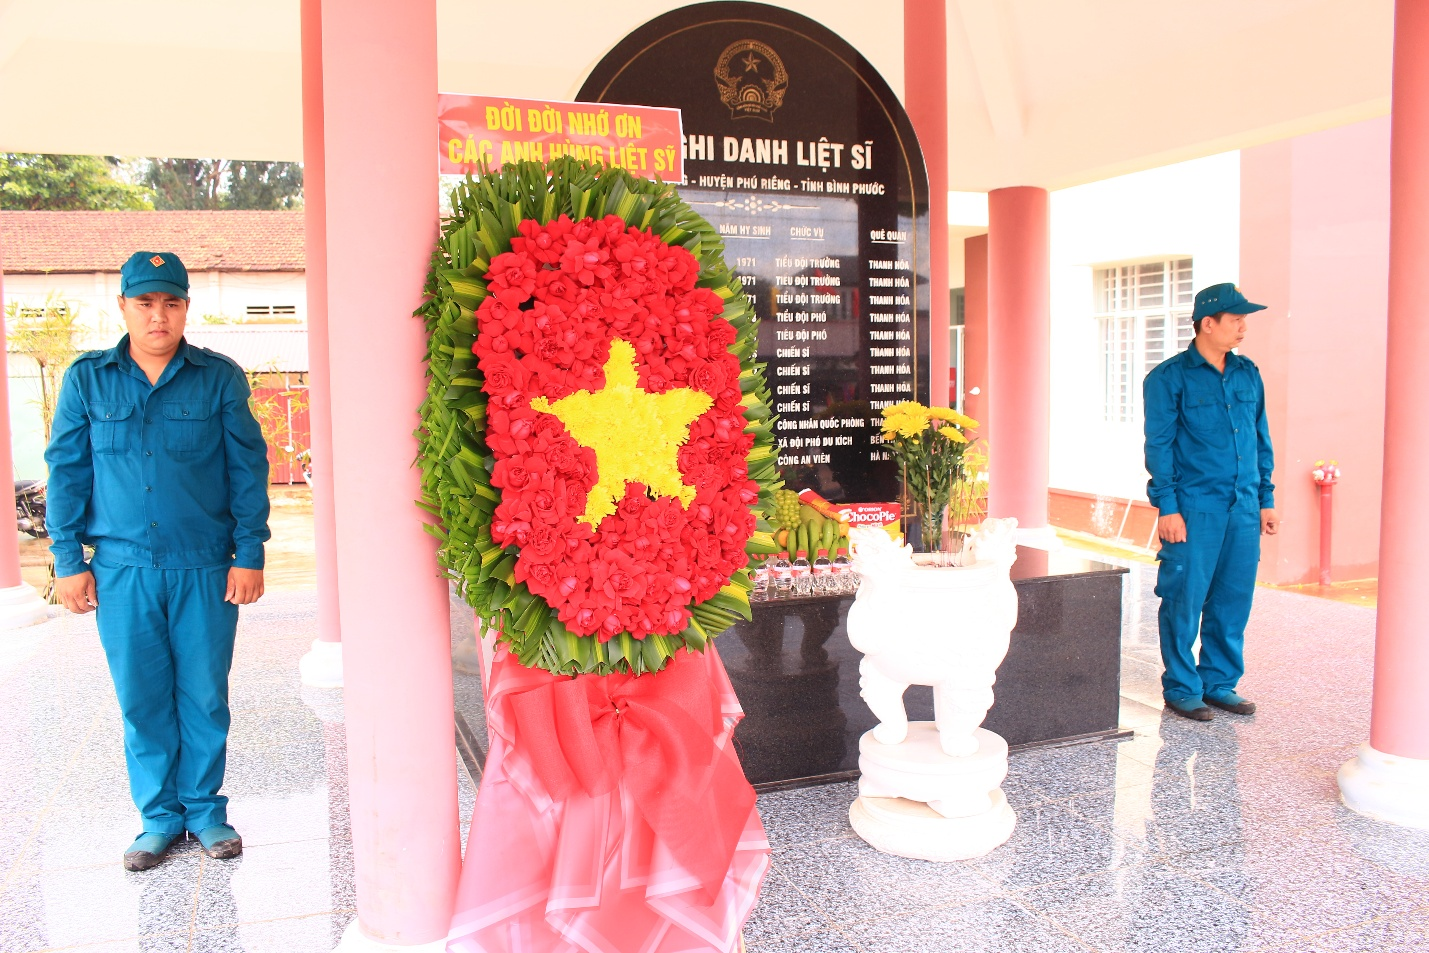 ĐỜI ĐỜI NHỚ ƠN
CÁC ANH HÙNG LIỆT SỸ
GHI DANH LIỆT SĨ
- HUYỆN PHÚ RIỀNG - TỈNH BÌNH PHƯỚC
NĂM HY SINH CHỨC VỤ QUÊ QUAN
1971 TIỂU ĐỘI TRƯỞNG THANH HÓA
TIỂU ĐỘI TRƯỞNG THANH HÓA
TIỂU ĐỘI TRƯỞNG THANH HÓA
TIỂU ĐỘI PHÓ THANH HÓA
TIỂU ĐỘI PHÓ THANH HÓA
CHIẾN SĨ THANH HÓA
CHIẾN SĨ THANH HÓA
CHIẾN SĨ THANH HÓA
CHIẾN SĨ
CÔNG NHÂN QUỐC PHÒNG
XÃ ĐỘI PHÓ DU KÍCH BẾN
CÔNG AN VIÊN HÀ
ORION
ChocoPie